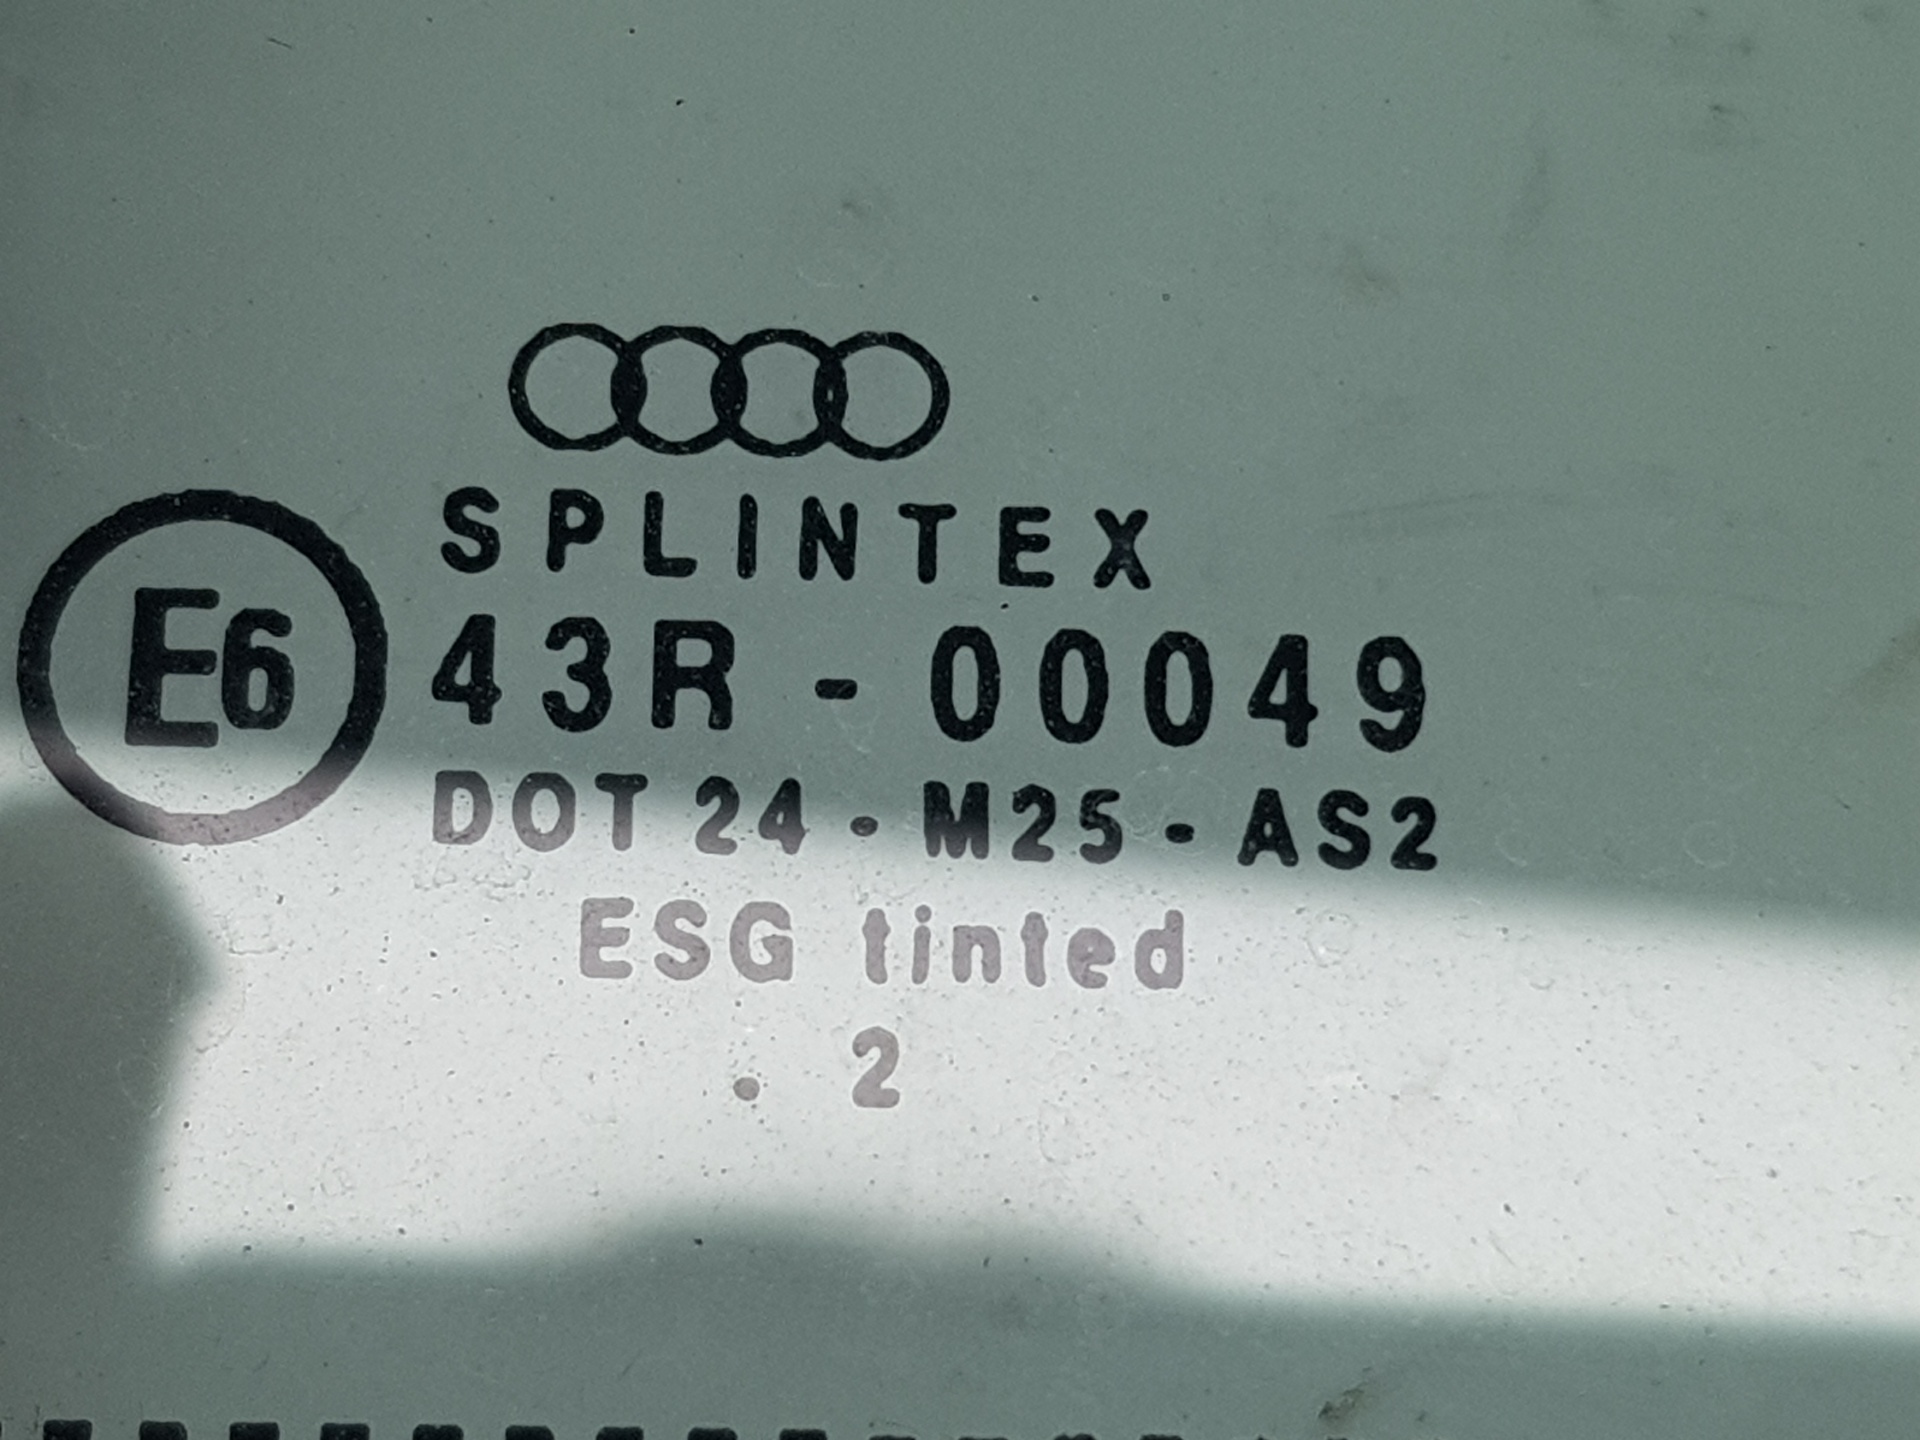 SPLINTEX
E6
43R - 00049
DOT 24 - M25 - AS2
ESG tinted
. 2